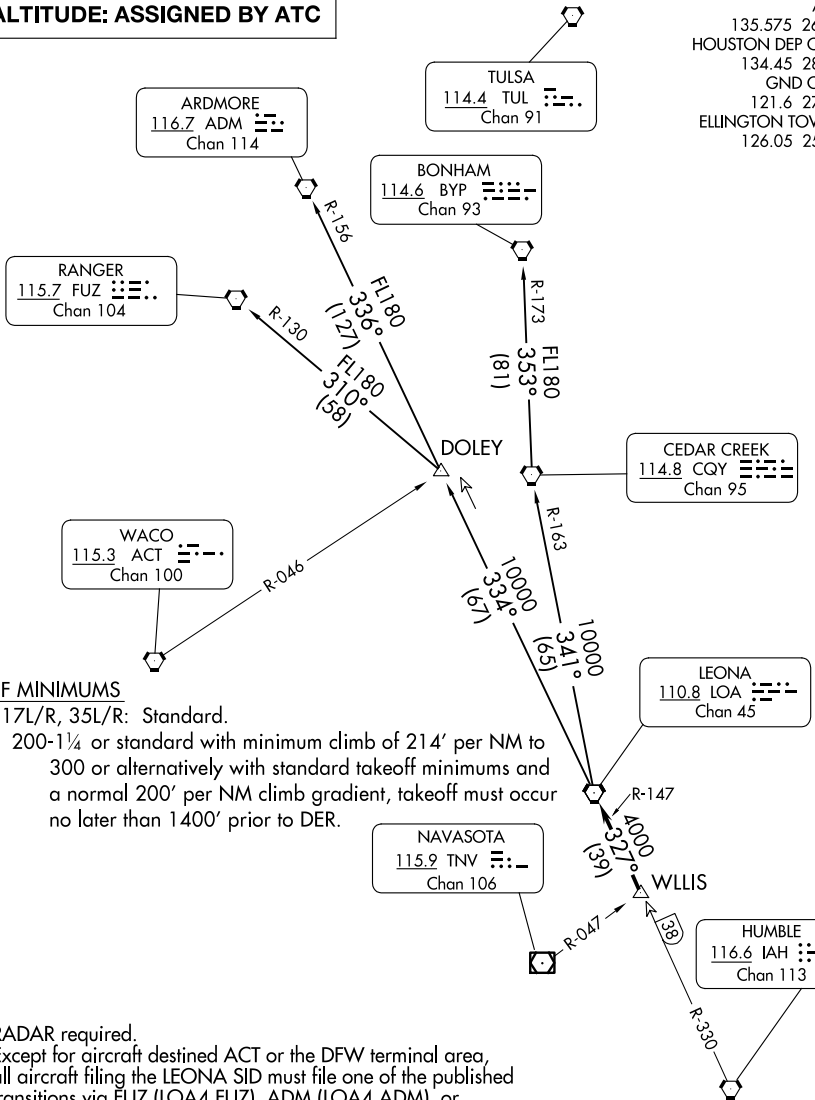 ALTITUDE: ASSIGNED BY ATC
135.575 26
HOUSTON DEP C
134.45 28
GND C
121.6 27
ELLINGTON TOW
126.05 25
TULSA
114.4 TUL
Chan 91
ARDMORE
116.7 ADM
Chan 114
BONHAM
114.6 BYP
Chan 93
RANGER
115.7 FUZ
Chan 104
R-156
R-130
R-173
FL180
336°
(127)
FL180
310°
(58)
FL180
353°
(81)
DOLEY
CEDAR CREEK
114.8 CQY
Chan 95
R-163
WACO
115.3 ACT
Chan 100
R-046
10000
334°
(67)
10000
341°
(65)
LEONA
110.8 LOA
Chan 45
F MINIMUMS
17L/R, 35L/R: Standard.
200-1¼ or standard with minimum climb of 214' per NM to
300 or alternatively with standard takeoff minimums and
a normal 200' per NM climb gradient, takeoff must occur
no later than 1400' prior to DER.
R-147
4000
327°
(39)
WLLIS
NAVASOTA
115.9 TNV
Chan 106
R-047
38
HUMBLE
116.6 IAH
Chan 113
R-330
RADAR required.
Except for aircraft destined ACT or the DFW terminal area,
all aircraft filing the LEONA SID must file one of the published
transitions via FUZ (LOA4.FUZ), ADM (LOA4.ADM), or